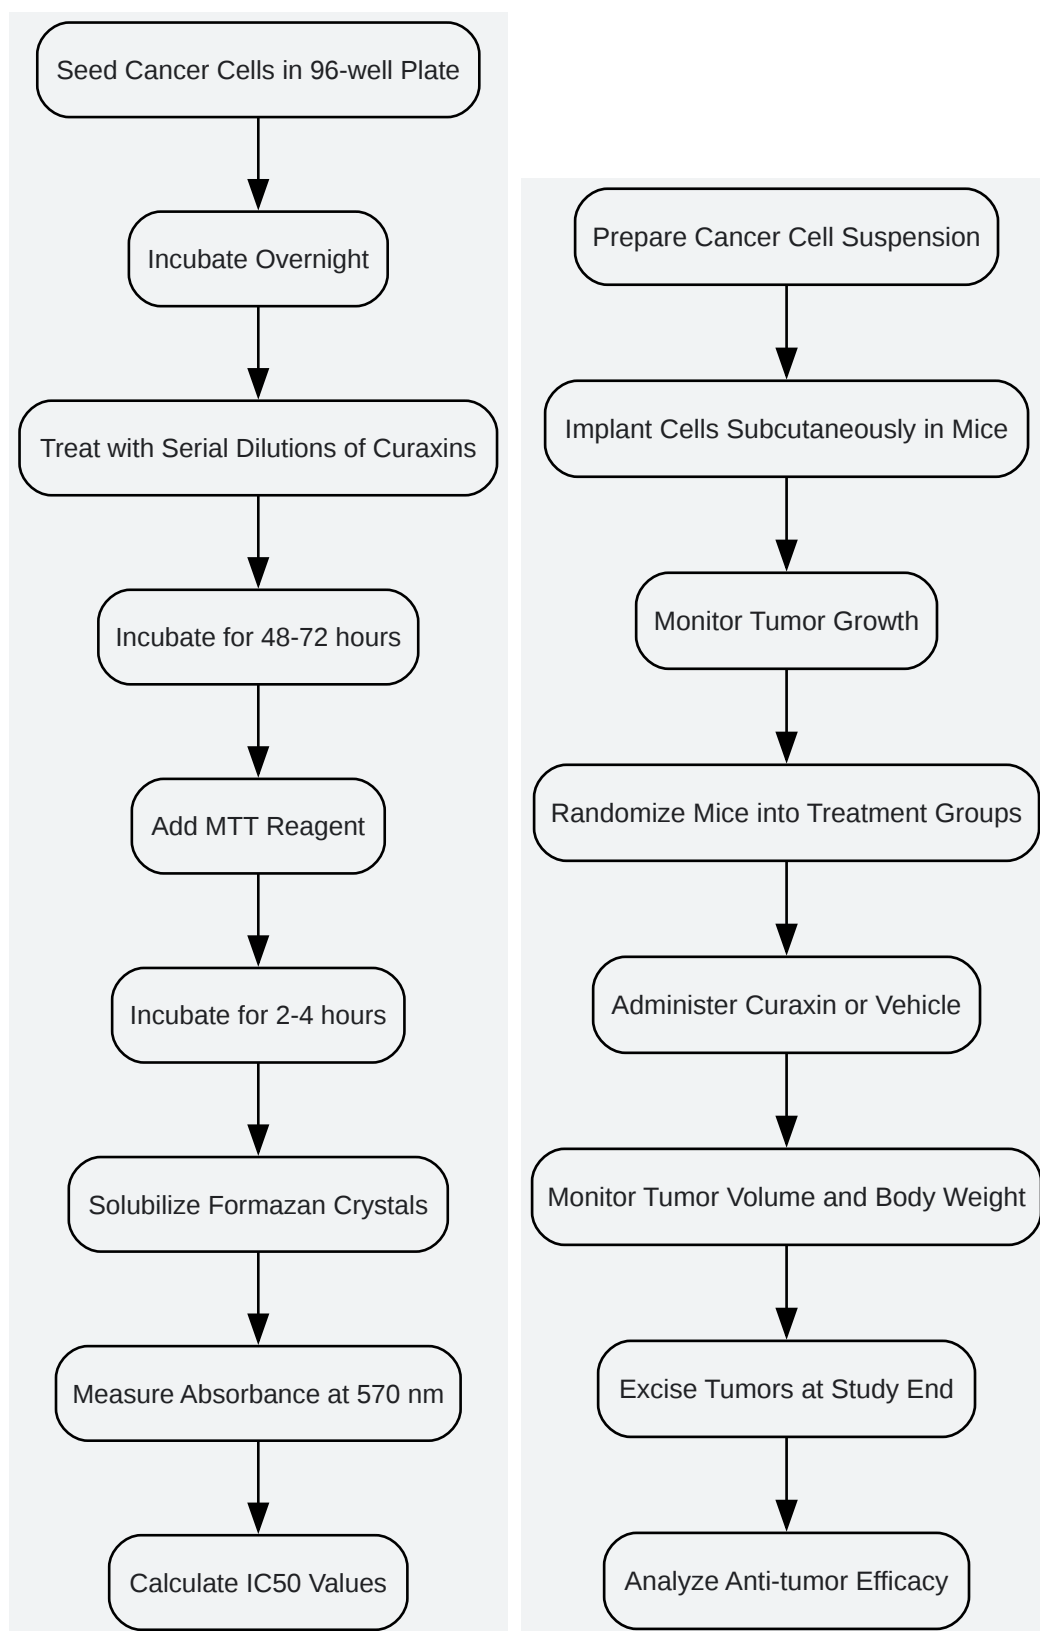 Seed Cancer Cells in 96-well Plate
Incubate Overnight
Treat with Serial Dilutions of Curaxins
Incubate for 48-72 hours
Add MTT Reagent
Incubate for 2-4 hours
Solubilize Formazan Crystals
Measure Absorbance at 570 nm
Calculate IC50 Values
Prepare Cancer Cell Suspension
Implant Cells Subcutaneously in Mice
Monitor Tumor Growth
Randomize Mice into Treatment Groups
Administer Curaxin or Vehicle
Monitor Tumor Volume and Body Weight
Excise Tumors at Study End
Analyze Anti-tumor Efficacy